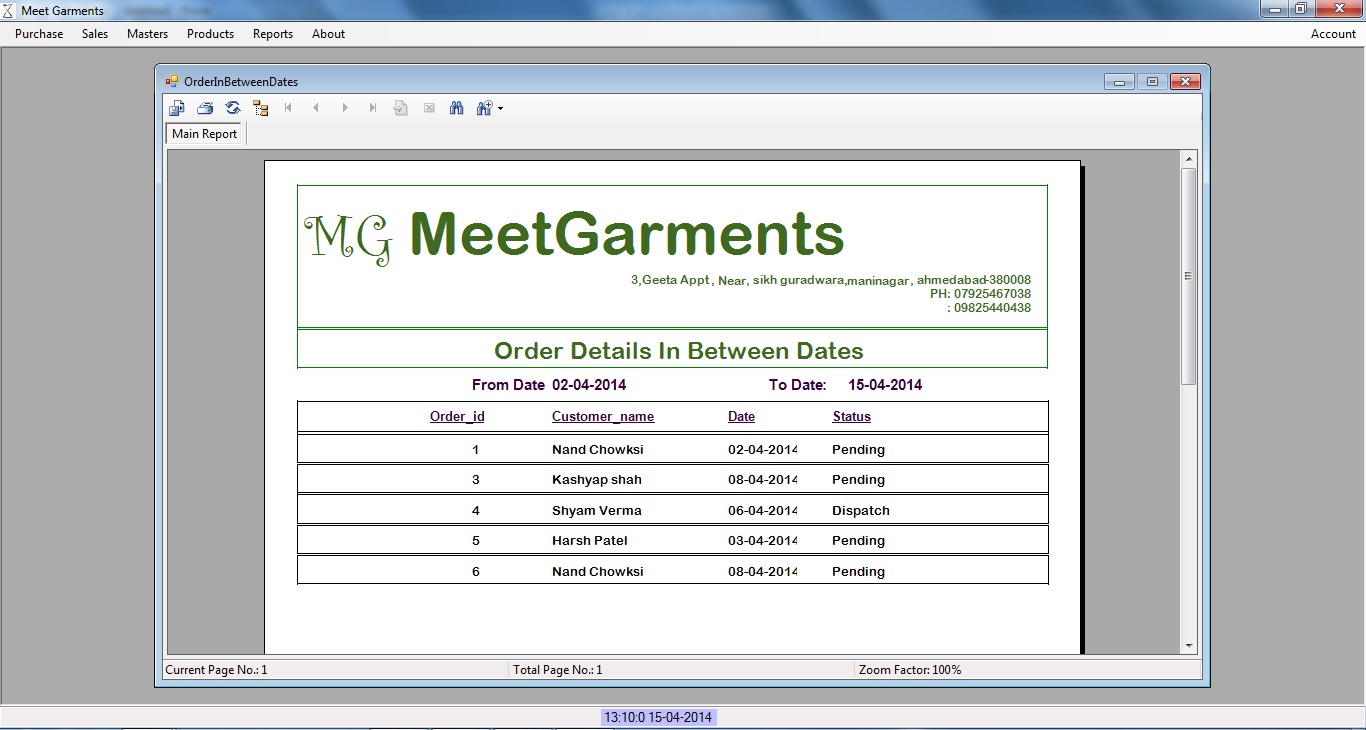 Meet Garments
Purchase Sales Masters Products Reports About Account
OrderInBetweenDates
Main Report
MG MeetGarments
3,Geeta Appt, Near, sikh guradwara,maninagar, ahmedabad-380008
PH: 07925467038
: 09825440438
Order Details In Between Dates
From Date 02-04-2014 To Date: 15-04-2014
Order_id Customer_name Date Status
1 Nand Chowksi 02-04-2014 Pending
3 Kashyap shah 08-04-2014 Pending
4 Shyam Verma 06-04-2014 Dispatch
5 Harsh Patel 03-04-2014 Pending
6 Nand Chowksi 08-04-2014 Pending
Current Page No.: 1 Total Page No.: 1 Zoom Factor: 100%
13:10:0 15-04-2014